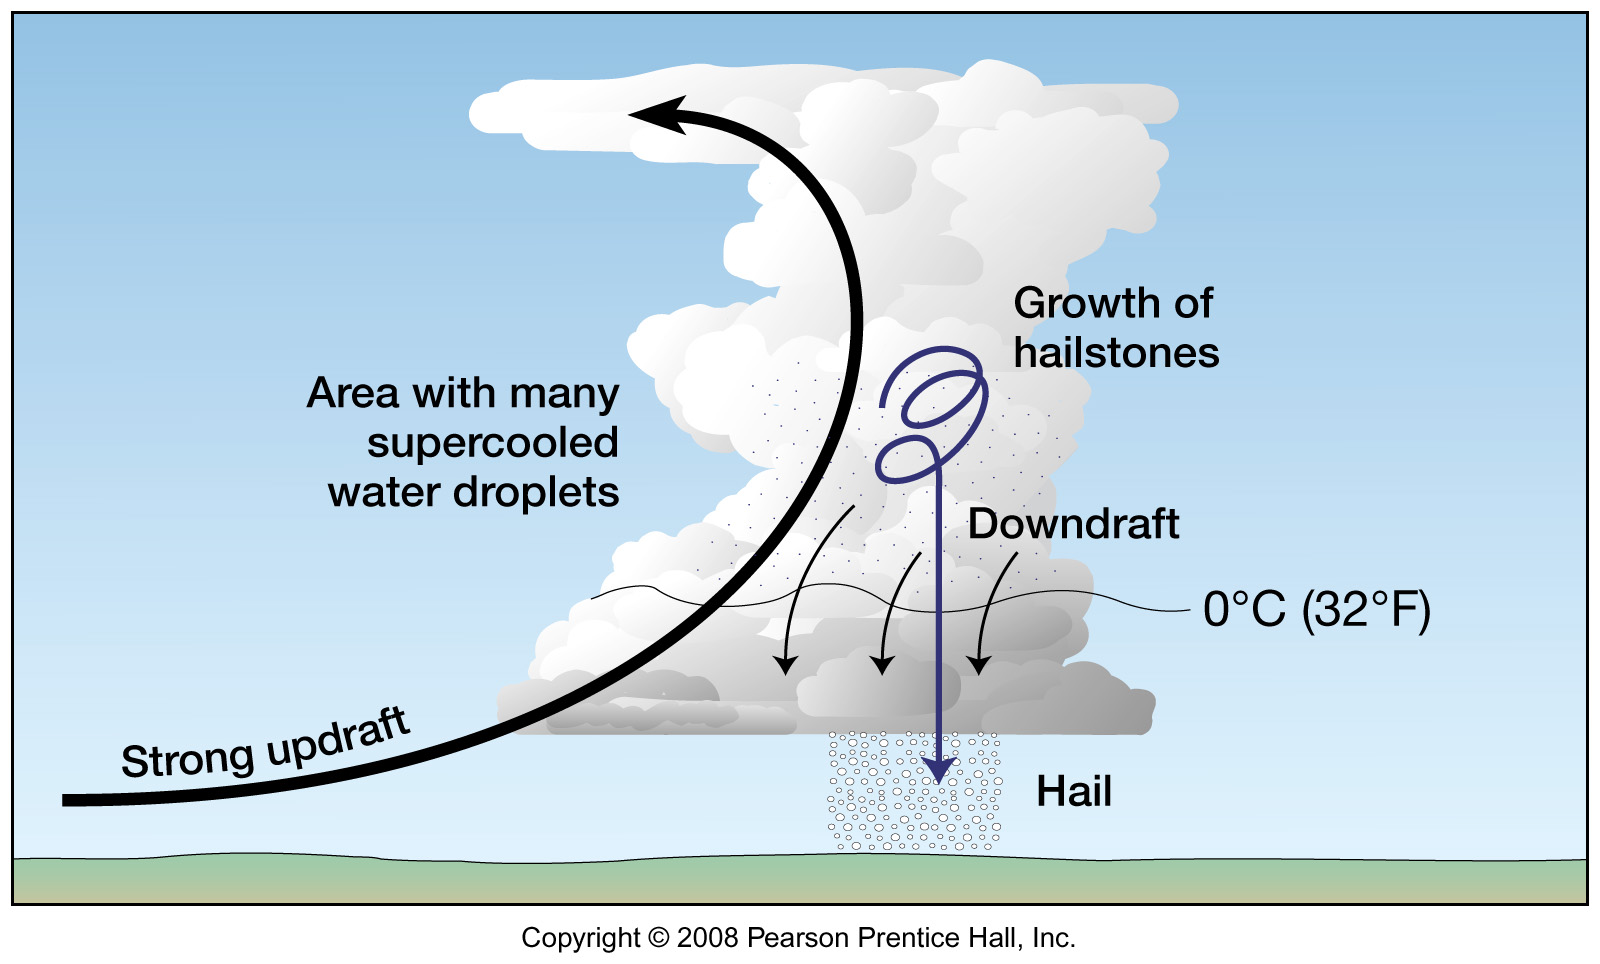 Growth of
hailstones
Area with many
supercooled
water droplets
Downdraft
0°C (32°F)
Strong updraft
Hail
Copyright © 2008 Pearson Prentice Hall, Inc.